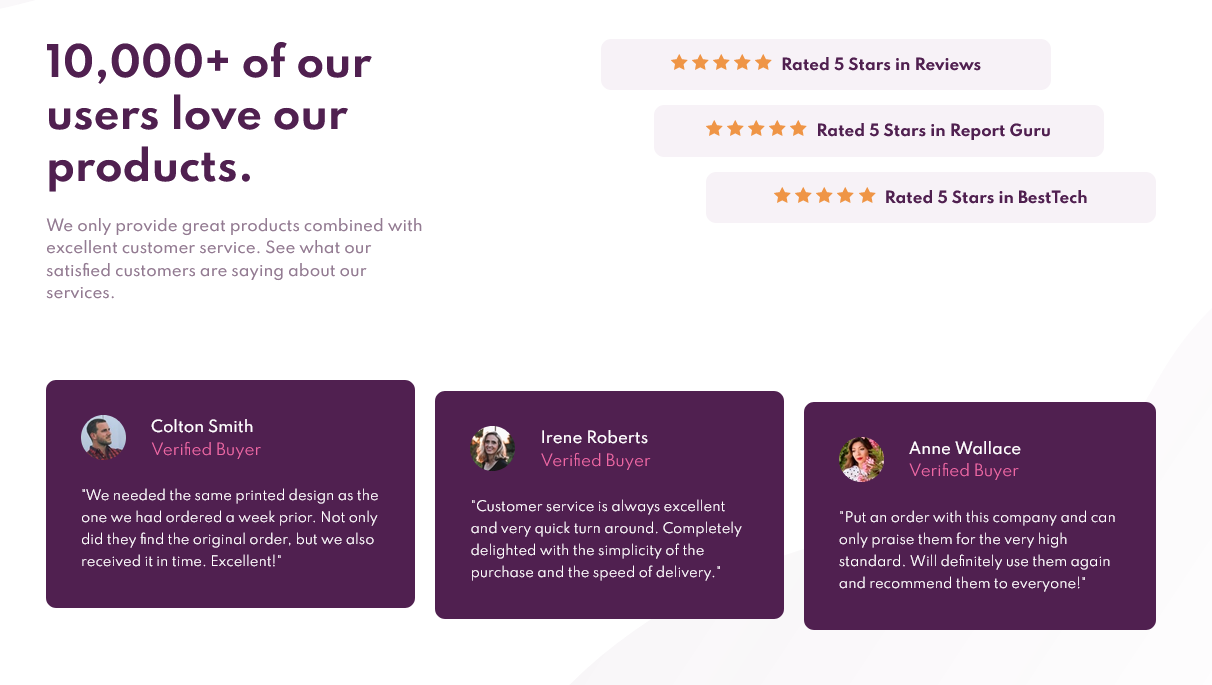 10,000+ of our
users love our
products.
We only provide great products combined with
excellent customer service. See what our
satisfied customers are saying about our
services.
Rated 5 Stars in Reviews
Rated 5 Stars in Report Guru
Rated 5 Stars in BestTech
Colton Smith
Verified Buyer
"We needed the same printed design as the
one we had ordered a week prior. Not only
did they find the original order, but we also
received it in time. Excellent!"
Irene Roberts
Verified Buyer
"Customer service is always excellent
and very quick turn around. Completely
delighted with the simplicity of the
purchase and the speed of delivery."
Anne Wallace
Verified Buyer
"Put an order with this company and can
only praise them for the very high
standard. Will definitely use them again
and recommend them to everyone!"